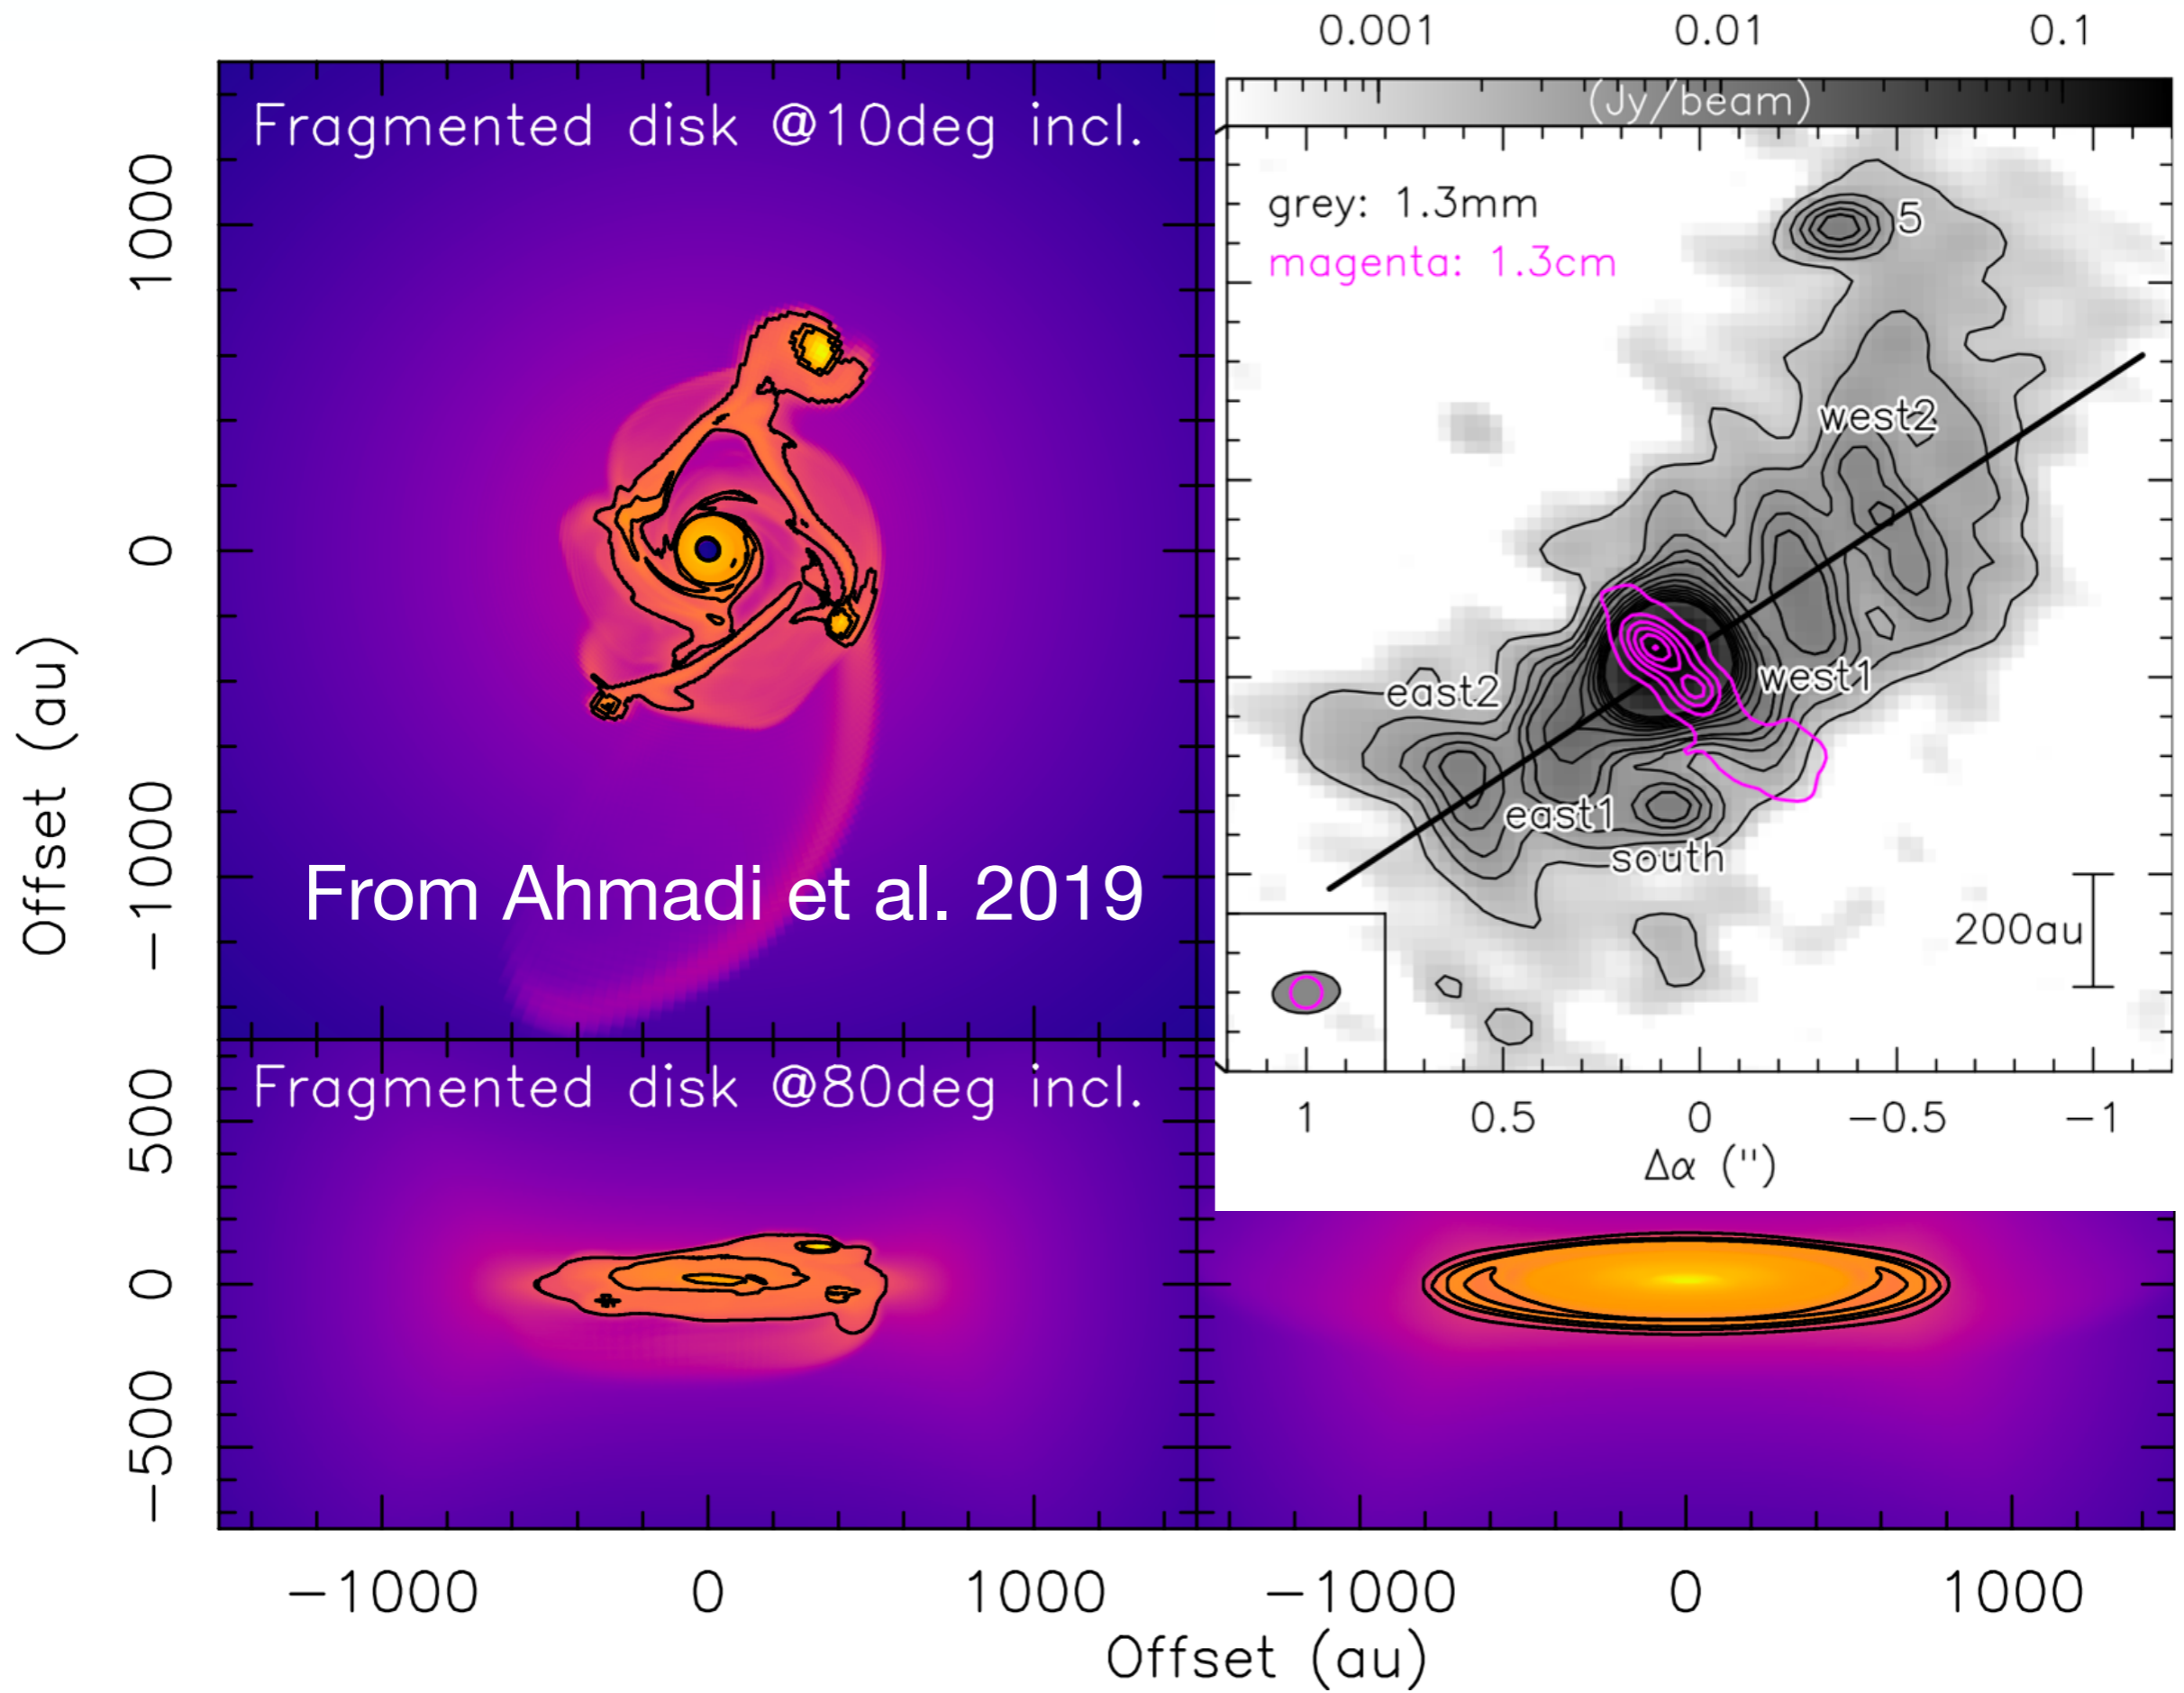 0.001 0.01 0.1
(Jy/beam)
Fragmented disk @10deg incl.
grey: 1.3mm
magenta: 1.3cm
5
west2
west1
east2
east1
south
200au
1 0.5 0 −0.5 −1
Δα (")
1000
0
−1000
Offset (au)
From Ahmadi et al. 2019
Fragmented disk @80deg incl.
500
0
−500
−1000 0 1000 −1000 0 1000
Offset (au)